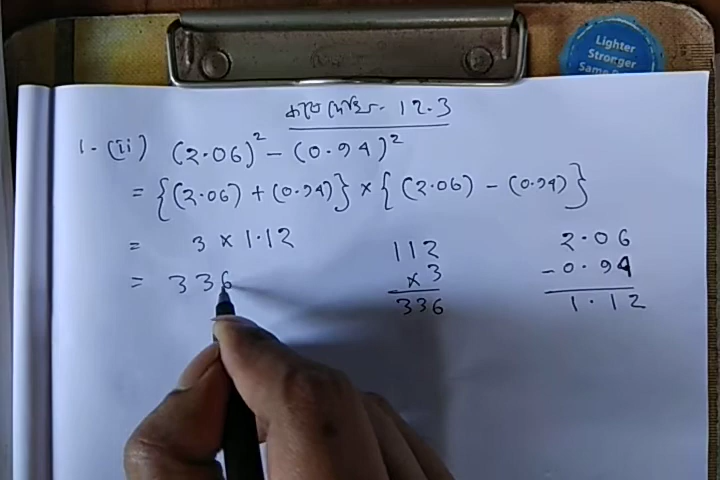 Lighter
Stronger
কষে দেখি - 12.3
1. (ii) (2.06)² - (0.94)²
= {(2.06) + (0.94)} × {(2.06) - (0.94)}
= 3 × 1.12
= 336
112
×3
336
2.06
-0.94
1.12